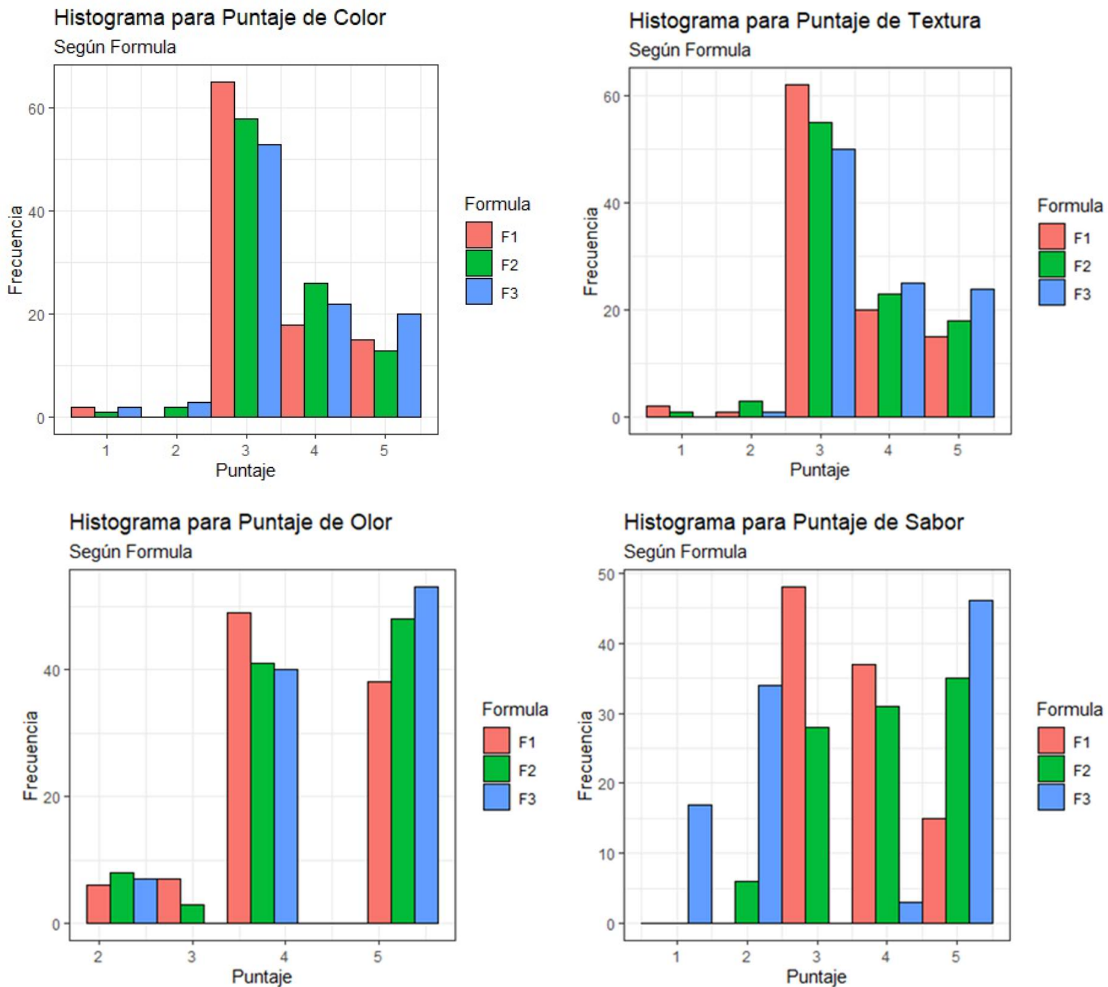 Histograma para Puntaje de Color
Según Formula
60
40
20
0
Frecuencia
1 2 3 4 5
Puntaje
Formula
F1
F2
F3
Histograma para Puntaje de Textura
Según Formula
60
40
20
0
Frecuencia
1 2 3 4 5
Puntaje
Formula
F1
F2
F3
Histograma para Puntaje de Olor
Según Formula
40
20
0
Frecuencia
2 3 4 5
Puntaje
Formula
F1
F2
F3
Histograma para Puntaje de Sabor
Según Formula
50
40
30
20
10
0
Frecuencia
1 2 3 4 5
Puntaje
Formula
F1
F2
F3